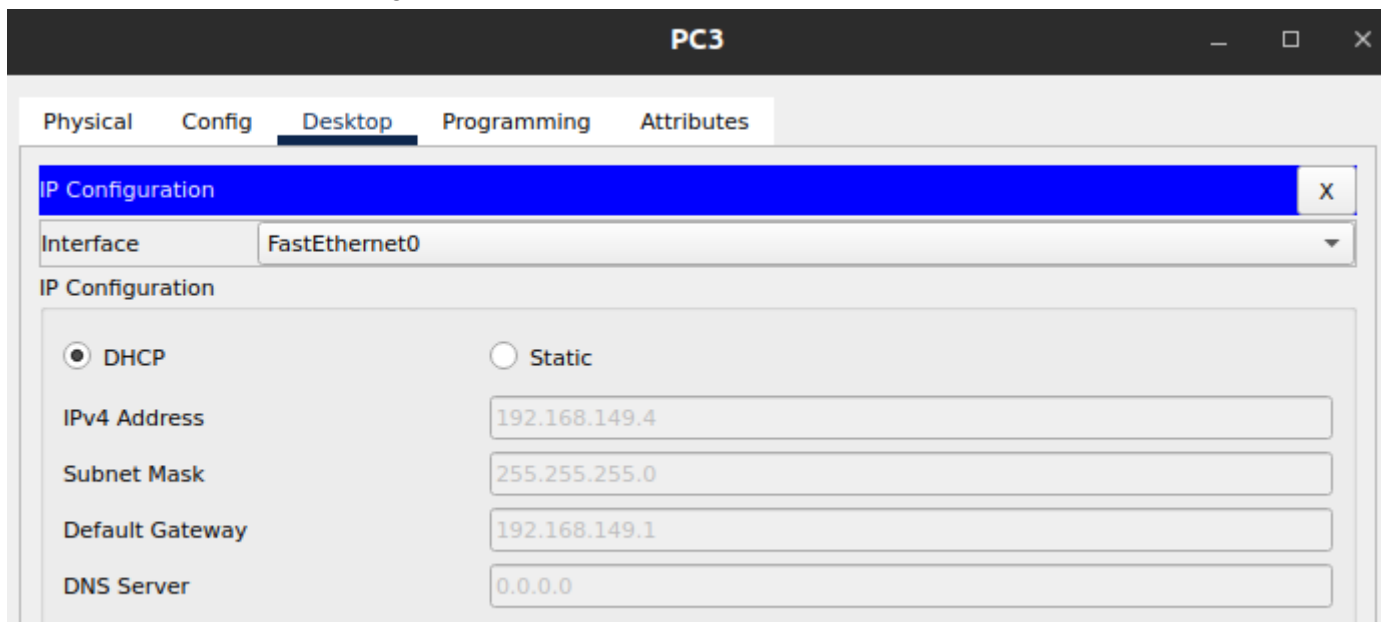 PC3
Physical Config Desktop Programming Attributes
IP Configuration X
Interface FastEthernet0
IP Configuration
DHCP Static
IPv4 Address 192.168.149.4
Subnet Mask 255.255.255.0
Default Gateway 192.168.149.1
DNS Server 0.0.0.0